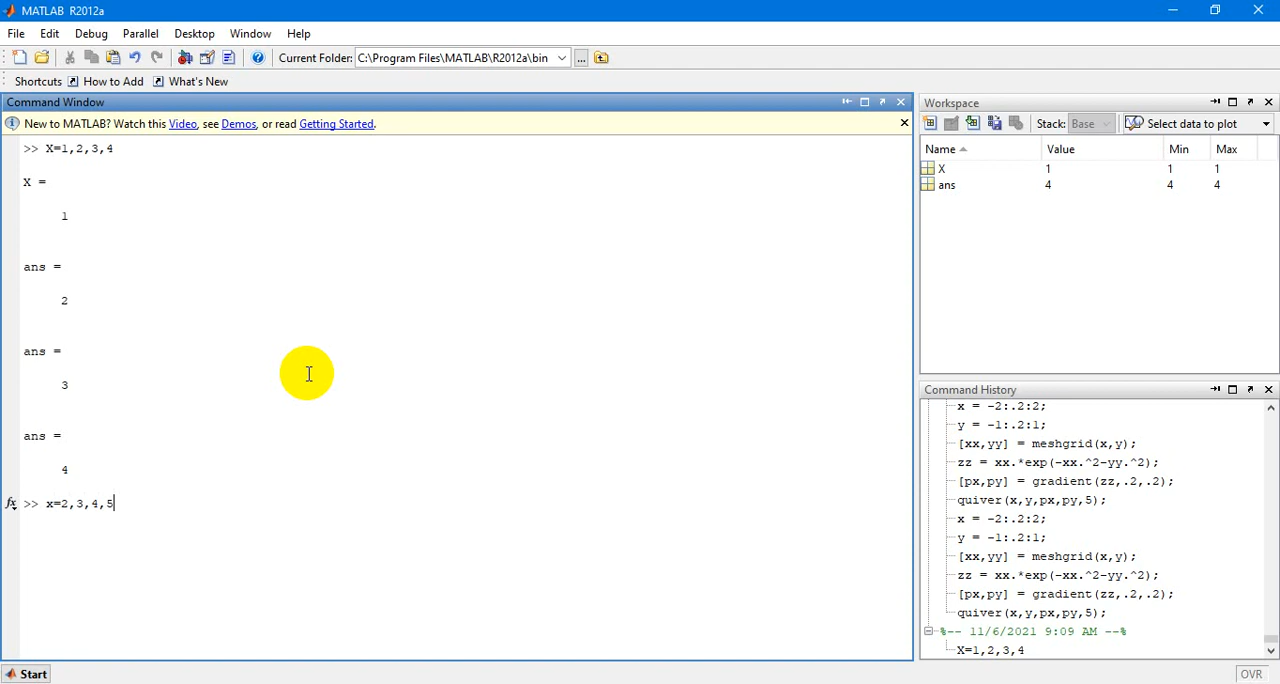 MATLAB R2012a
File Edit Debug Parallel Desktop Window Help
Current Folder: C:\Program Files\MATLAB\R2012a\bin ...
Shortcuts How to Add What's New
Command Window
New to MATLAB? Watch this Video, see Demos, or read Getting Started.
>> X=1,2,3,4
X =
1
ans =
2
ans =
3
ans =
4
fx >> x=2,3,4,5
Workspace
Stack: Base Select data to plot
Name Value Min Max
X 1 1 1
ans 4 4 4
Command History
x = -2:.2:2;
y = -1:.2:1;
[xx,yy] = meshgrid(x,y);
zz = xx.*exp(-xx.^2-yy.^2);
[px,py] = gradient(zz,.2,.2);
quiver(x,y,px,py,5);
x = -2:.2:2;
y = -1:.2:1;
[xx,yy] = meshgrid(x,y);
zz = xx.*exp(-xx.^2-yy.^2);
[px,py] = gradient(zz,.2,.2);
quiver(x,y,px,py,5);
%-- 11/6/2021 9:09 AM --%
X=1,2,3,4
Start
OVR